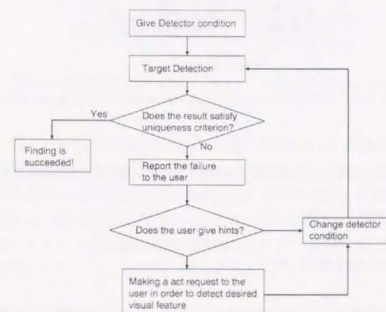 Give Detector condition
Target Detection
Yes
Does the result satisfy
uniqueness criterion?
No
Finding is
succeeded!
Report the failure
to the user
Does the user give hints?
Change detector
condition
Making a act request to the
user in order to detect desired
visual feature